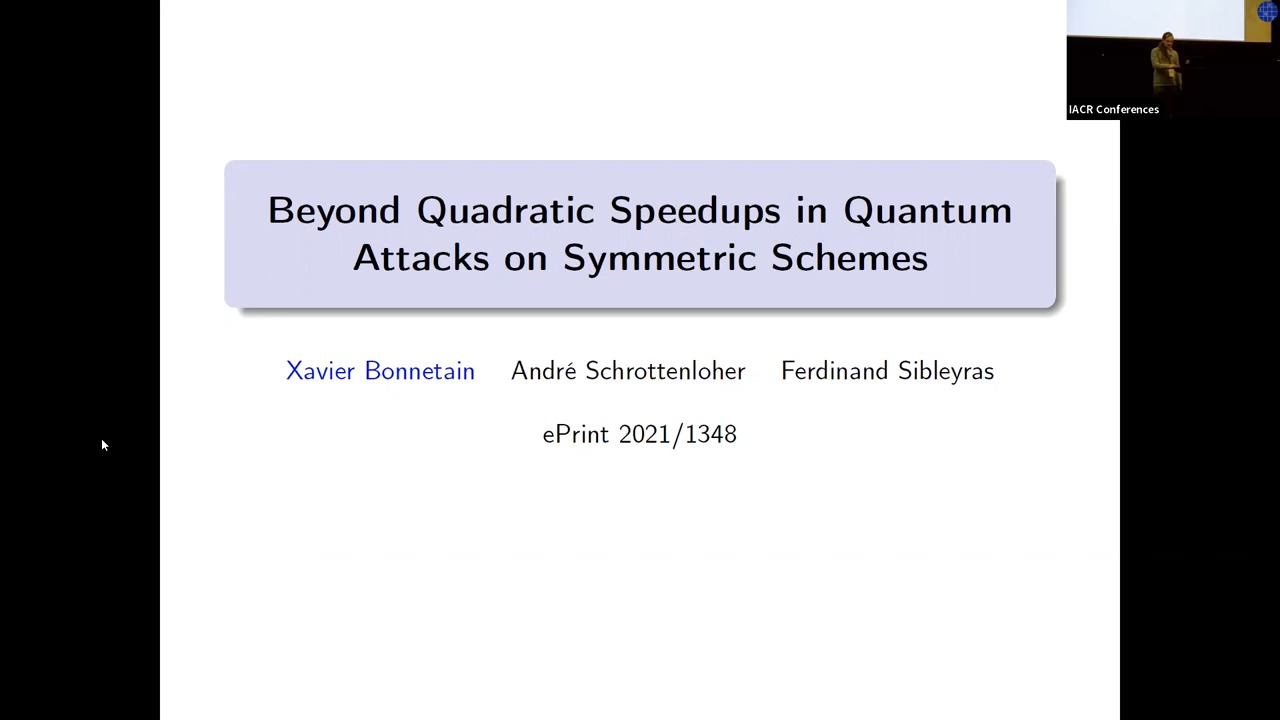 IACR Conferences
Beyond Quadratic Speedups in Quantum
Attacks on Symmetric Schemes
Xavier Bonnetain André Schrottenloher Ferdinand Sibleyras
ePrint 2021/1348